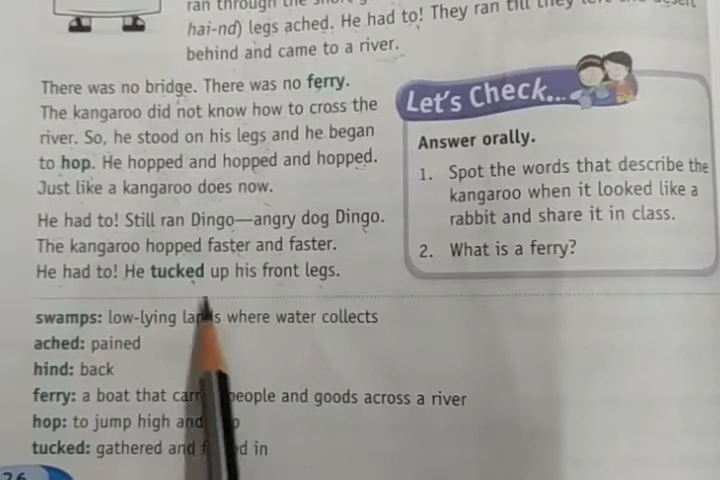 ran through the
hai-nd) legs ached. He had to! They ran till they
behind and came to a river.
There was no bridge. There was no ferry.
The kangaroo did not know how to cross the
river. So, he stood on his legs and he began
to hop. He hopped and hopped and hopped.
Just like a kangaroo does now.
He had to! Still ran Dingo—angry dog Dingo.
The kangaroo hopped faster and faster.
He had to! He tucked up his front legs.
Let's Check...
Answer orally.
1. Spot the words that describe the
kangaroo when it looked like a
rabbit and share it in class.
2. What is a ferry?
swamps: low-lying lands where water collects
ached: pained
hind: back
ferry: a boat that people and goods across a river
hop: to jump high and
tucked: gathered and in
26